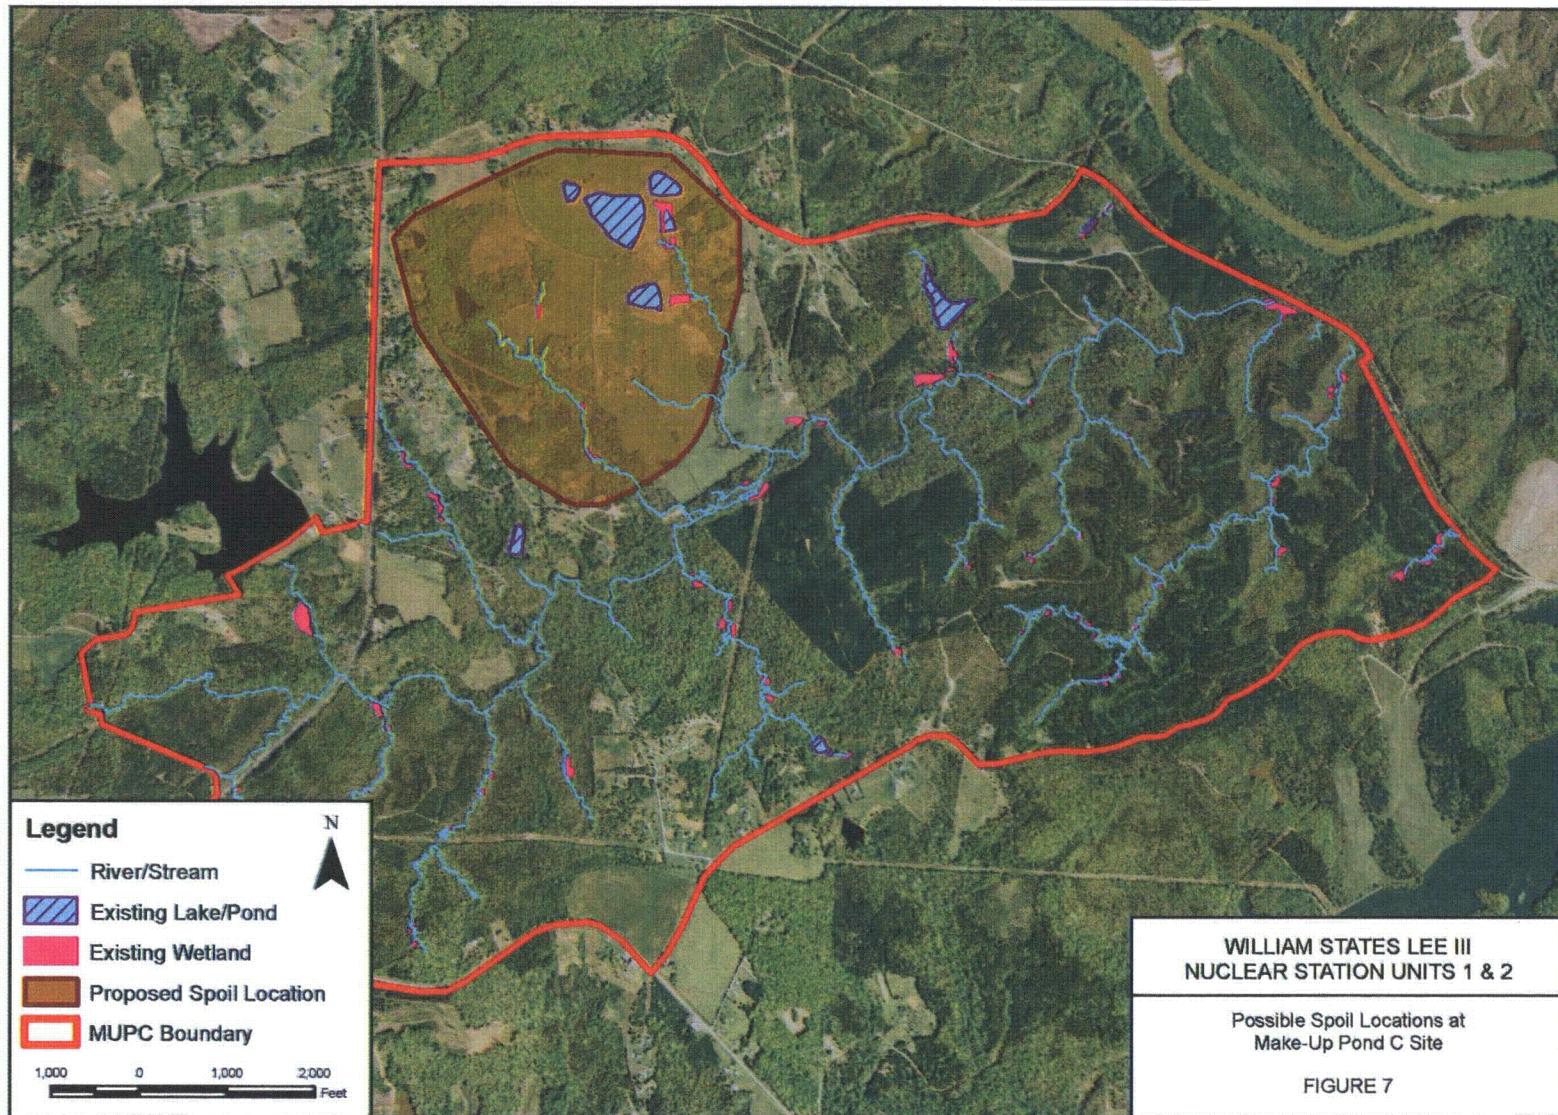 Legend
N
River/Stream
Existing Lake/Pond
Existing Wetland
Proposed Spoil Location
MUPC Boundary
1,000 0 1,000 2,000
Feet
WILLIAM STATES LEE III
NUCLEAR STATION UNITS 1 & 2
Possible Spoil Locations at
Make-Up Pond C Site
FIGURE 7